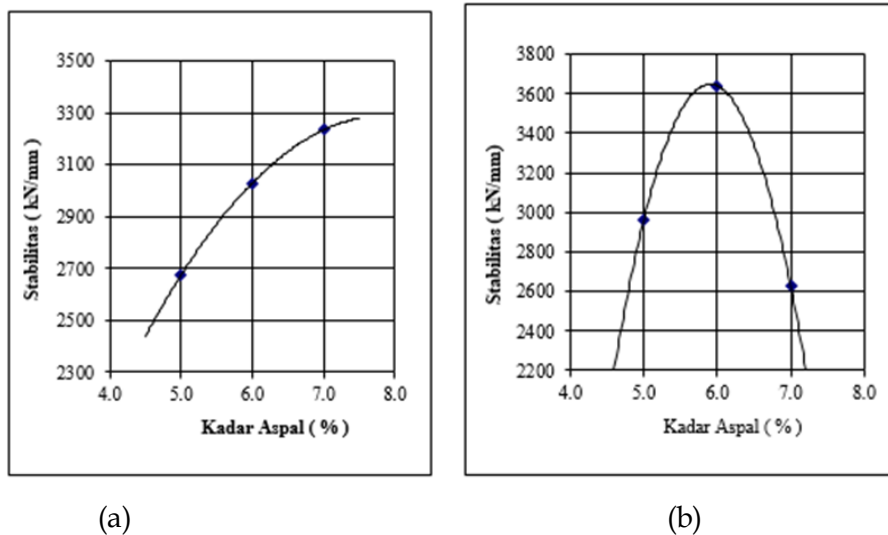 3500
3300
3100
2900
2700
2500
2300
4.0 5.0 6.0 7.0 8.0
Stabilitas ( kN/mm )
Kadar Aspal ( % )
(a)
3800
3600
3400
3200
3000
2800
2600
2400
2200
4.0 5.0 6.0 7.0 8.0
Stabilitas ( kN/mm)
Kadar Aspal ( % )
(b)